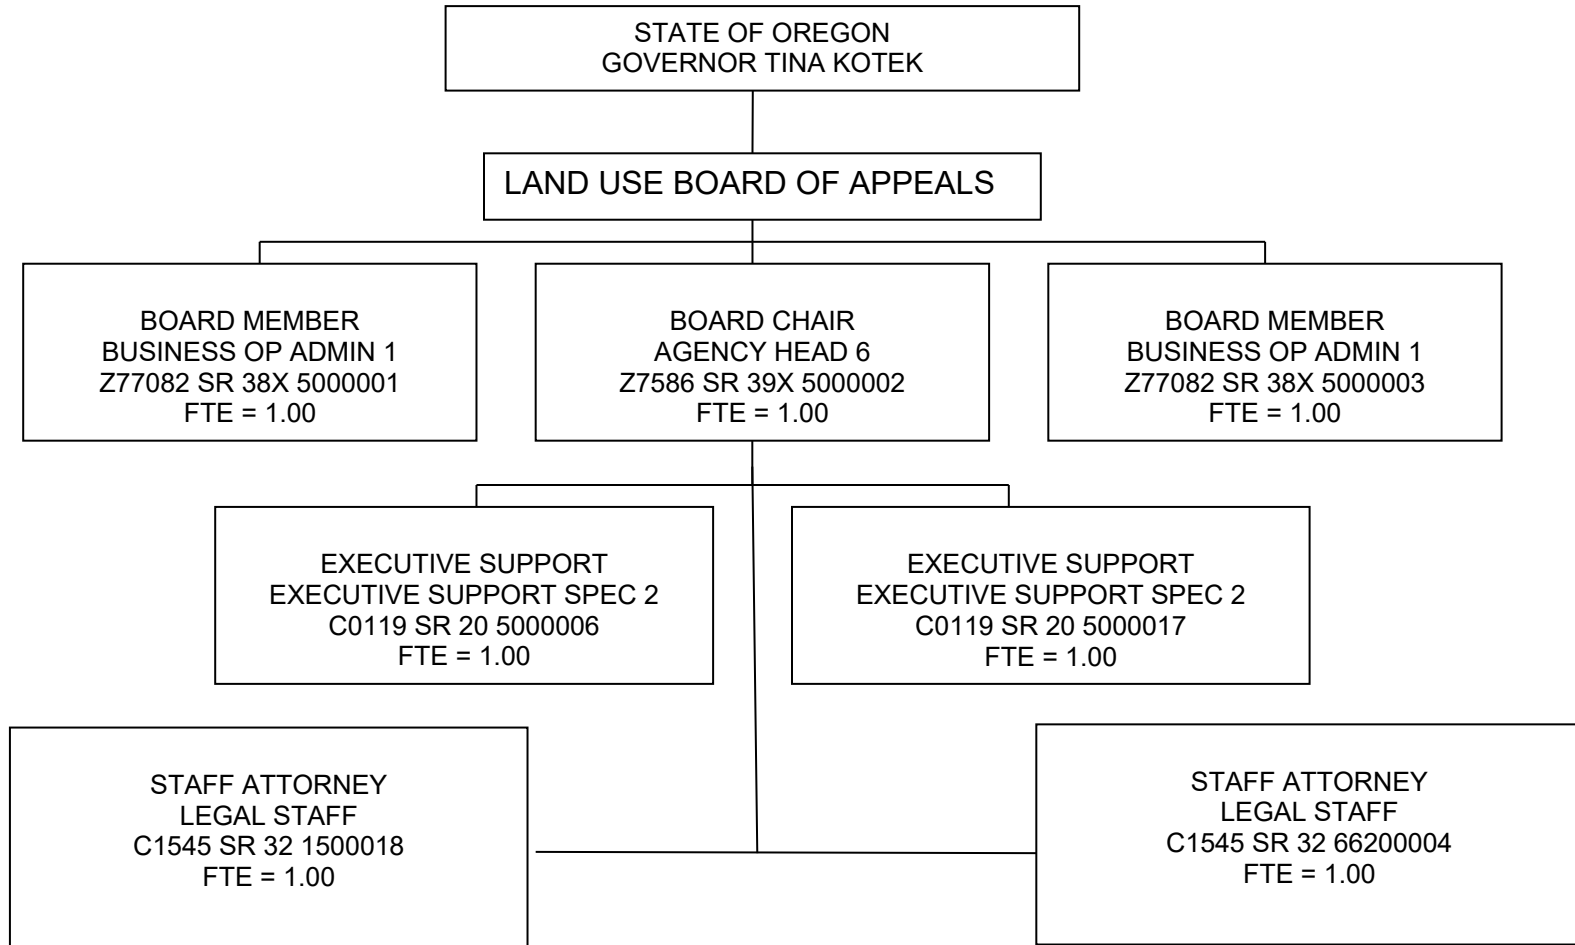 STATE OF OREGON
GOVERNOR TINA KOTEK
LAND USE BOARD OF APPEALS
BOARD MEMBER
BUSINESS OP ADMIN 1
Z77082 SR 38X 5000001
FTE = 1.00
BOARD CHAIR
AGENCY HEAD 6
Z7586 SR 39X 5000002
FTE = 1.00
BOARD MEMBER
BUSINESS OP ADMIN 1
Z77082 SR 38X 5000003
FTE = 1.00
EXECUTIVE SUPPORT
EXECUTIVE SUPPORT SPEC 2
C0119 SR 20 5000006
FTE = 1.00
EXECUTIVE SUPPORT
EXECUTIVE SUPPORT SPEC 2
C0119 SR 20 5000017
FTE = 1.00
STAFF ATTORNEY
LEGAL STAFF
C1545 SR 32 1500018
FTE = 1.00
STAFF ATTORNEY
LEGAL STAFF
C1545 SR 32 66200004
FTE = 1.00